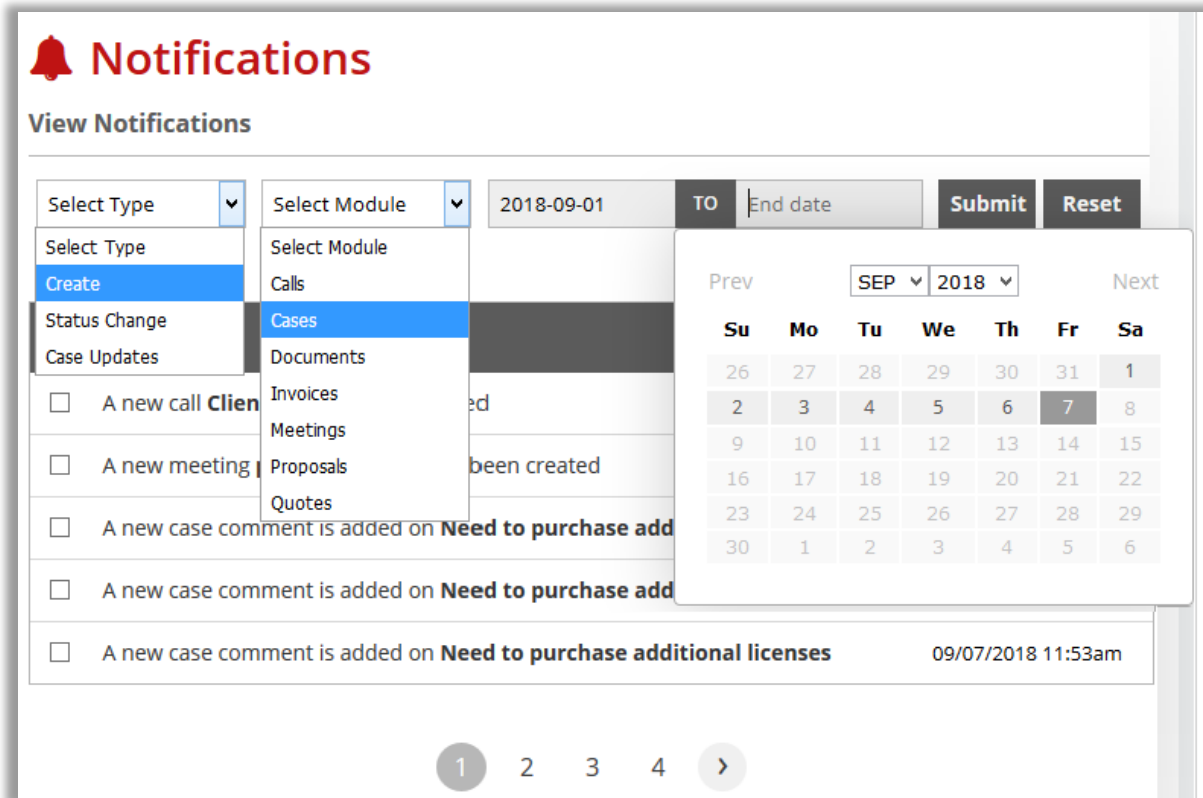 Notifications
View Notifications
Select Type Select Module 2018-09-01 TO End date Submit Reset
Select Type
Create
Status Change
Case Updates
Select Module
Calls
Cases
Documents
Invoices
Meetings
Proposals
Quotes
Prev SEP 2018 Next
Su Mo Tu We Th Fr Sa
26 27 28 29 30 31 1
2 3 4 5 6 7 8
9 10 11 12 13 14 15
16 17 18 19 20 21 22
23 24 25 26 27 28 29
30 1 2 3 4 5 6
A new call Clien
A new meeting been created
A new case comment is added on Need to purchase add
A new case comment is added on Need to purchase add
A new case comment is added on Need to purchase additional licenses 09/07/2018 11:53am
1 2 3 4 ›